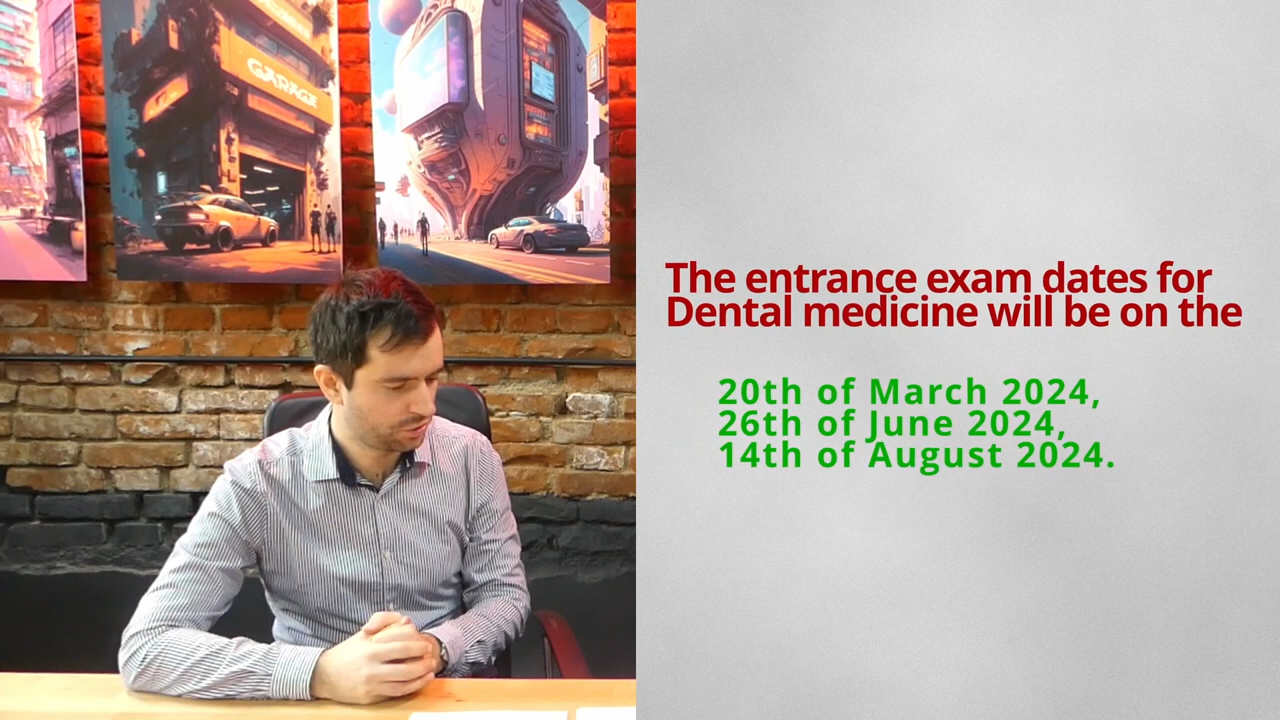 GARAGE
The entrance exam dates for
Dental medicine will be on the
20th of March 2024,
26th of June 2024,
14th of August 2024.